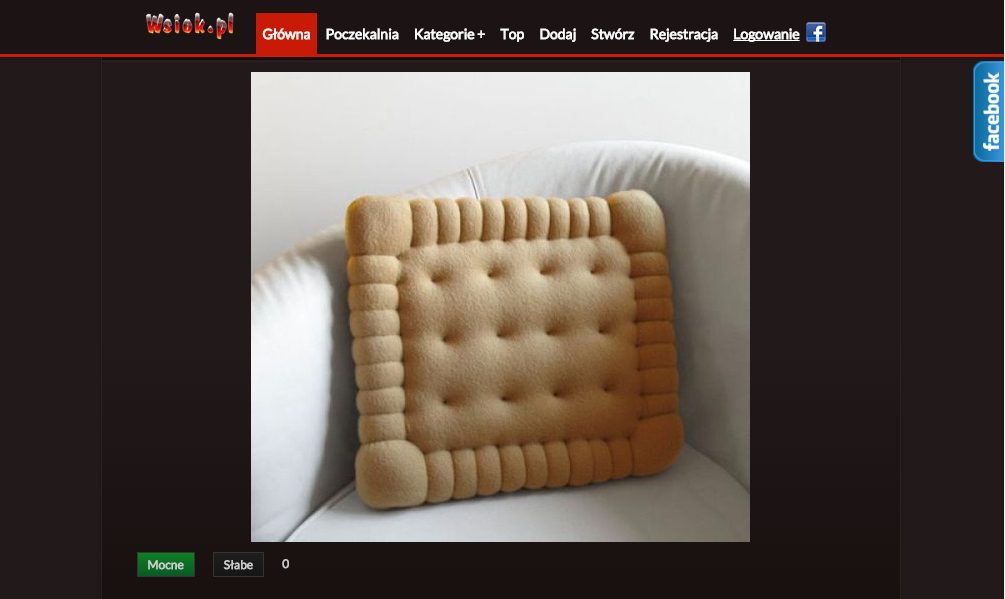 Wsiok.pl
Główna Poczekalnia Kategorie + Top Dodaj Stwórz Rejestracja Logowanie f
facebook
Mocne Słabe 0